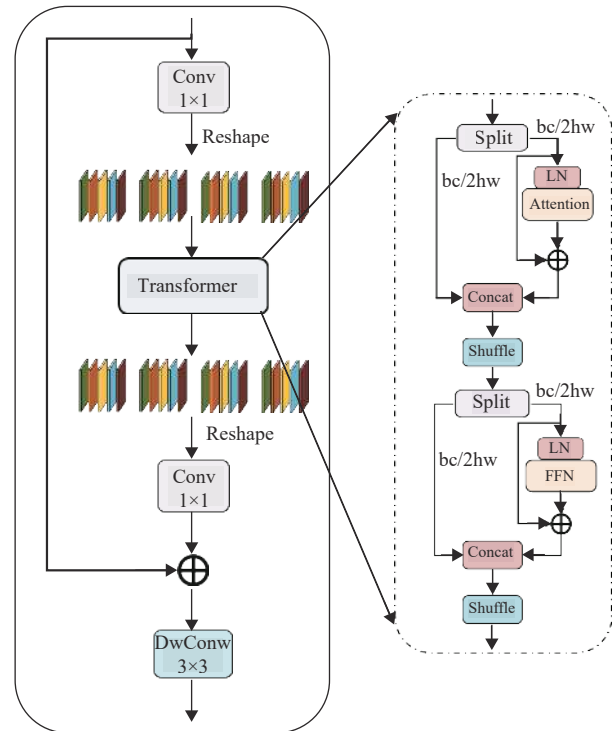 Conv
1×1
Reshape
Transformer
Reshape
Conv
1×1
DwConw
3×3
Split
bc/2hw
bc/2hw
LN
Attention
Concat
Shuffle
Split
bc/2hw
bc/2hw
LN
FFN
Concat
Shuffle